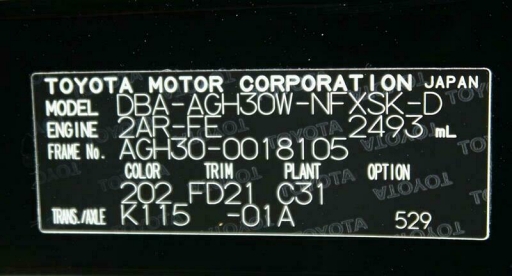 TOYOTA MOTOR CORPORATION JAPAN
MODEL DBA-AGH30W-NFXSK-D
ENGINE 2AR-FE 2493 mL
FRAME No. AGH30-0018105
COLOR TRIM PLANT OPTION
202 FD21 C31
TRANS./AXLE K115 -01A 529